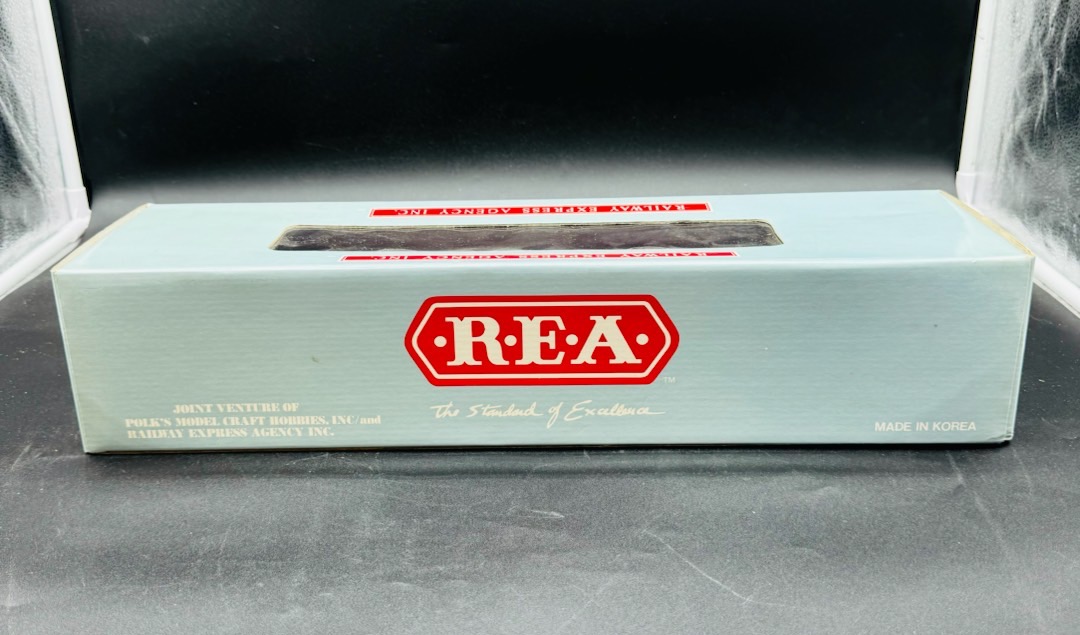 RAILWAY EXPRESS AGENCY INC.
RAILWAY EXPRESS AGENCY INC.
·R·E·A·
TM
The Standard of Excellence
JOINT VENTURE OF
POLK'S MODEL CRAFT HOBBIES, INC/and
RAILWAY EXPRESS AGENCY INC.
MADE IN KOREA